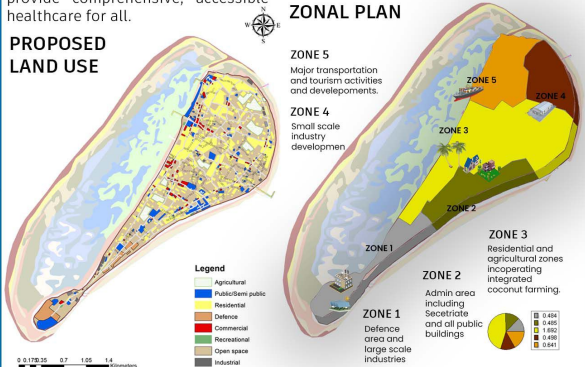 provide comprehensive, accessible
healthcare for all.
PROPOSED
LAND USE
N
W E
S
Legend
Agricultural
Public/Semi public
Residential
Defence
Commercial
Recreational
Open space
Industrial
0 0.175 0.35 0.7 1.05 1.4
Kilometers
ZONAL PLAN
ZONE 5
Major transportation
and tourism activities
and developoments.
ZONE 4
Small scale
industry
developmen
ZONE 5
ZONE 4
ZONE 3
ZONE 2
ZONE 1
ZONE 3
Residential and
agricultural zones
incoperating
integrated
coconut farming.
ZONE 2
Admin area
including
Secetriate
and all public
buildings
ZONE 1
Defence
area and
large scale
industries
0.484
0.485
1.692
0.498
0.641